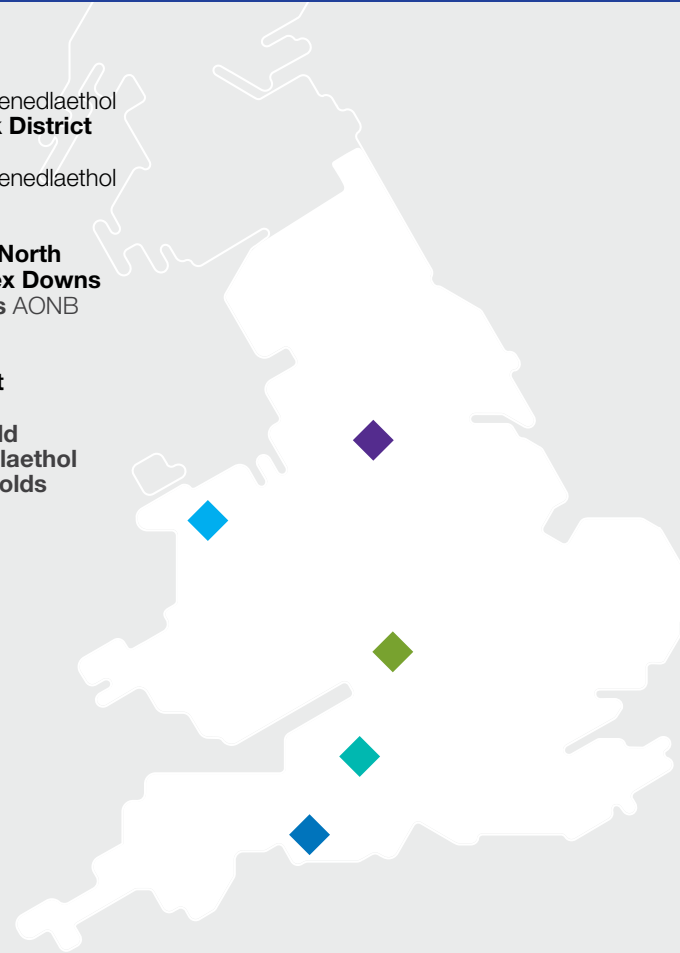 enedlaethol
District
enedlaethol
North
ex Downs
s AONB
t
ld
laethol
olds